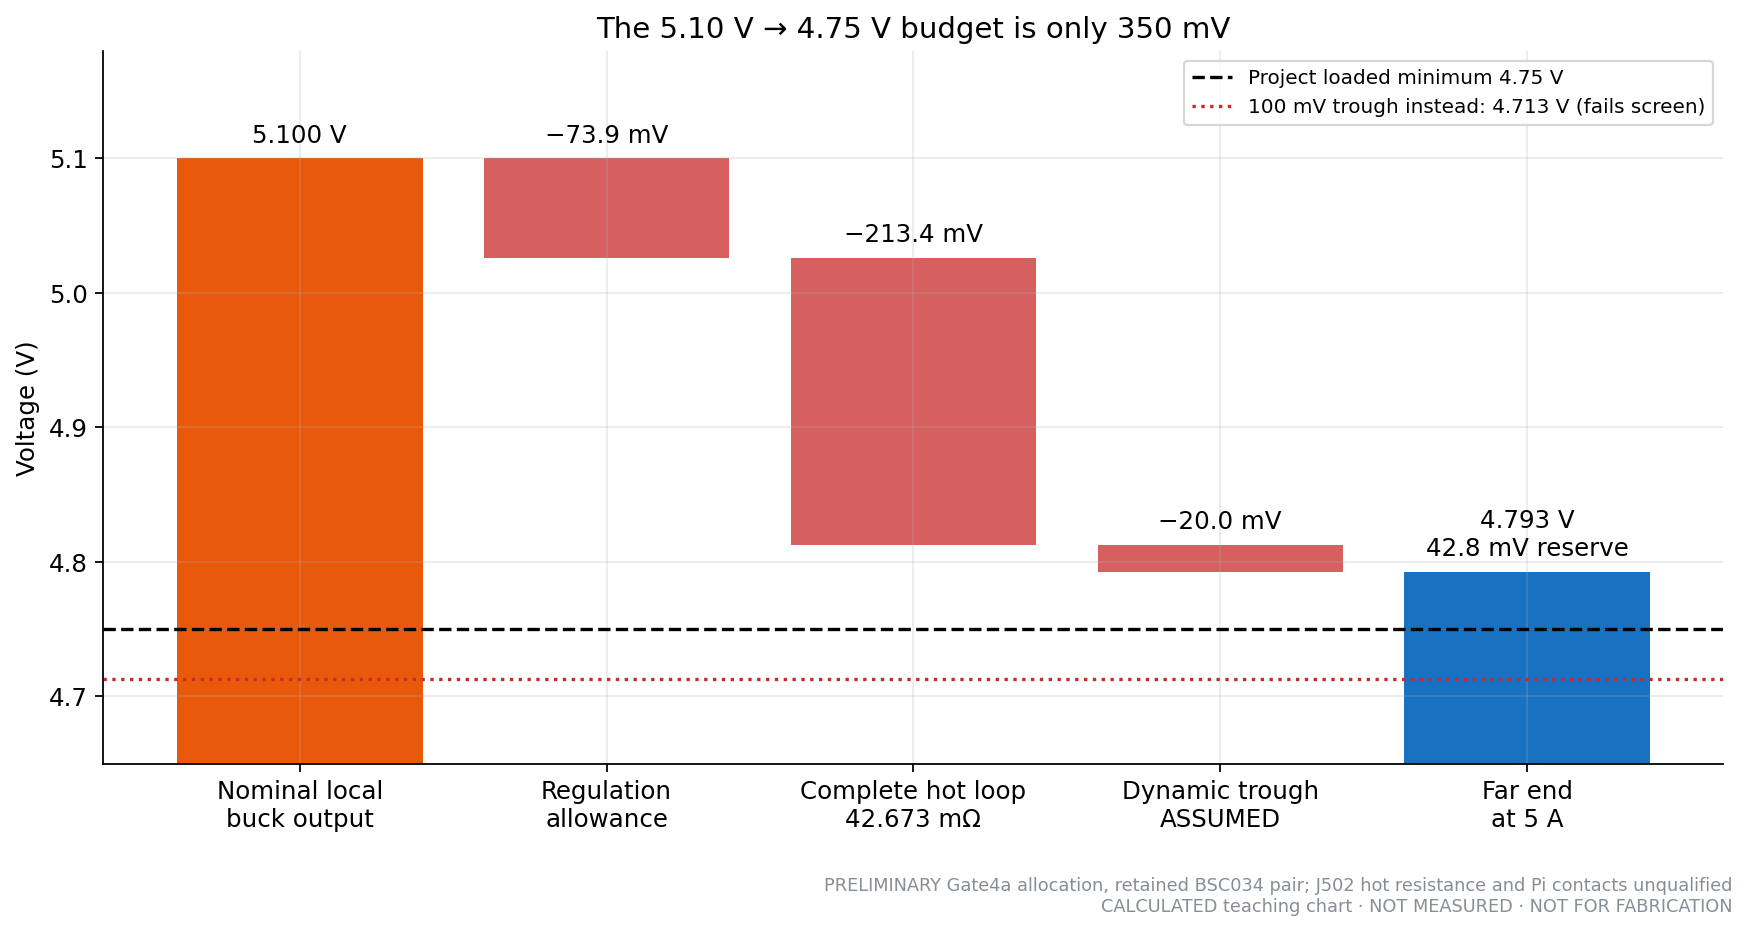 The 5.10 V → 4.75 V budget is only 350 mV
Project loaded minimum 4.75 V
100 mV trough instead: 4.713 V (fails screen)
5.100 V
−73.9 mV
−213.4 mV
−20.0 mV
4.793 V
42.8 mV reserve
Voltage (V)
5.1
5.0
4.9
4.8
4.7
Nominal local
buck output
Regulation
allowance
Complete hot loop
42.673 mΩ
Dynamic trough
ASSUMED
Far end
at 5 A
PRELIMINARY Gate4a allocation, retained BSC034 pair; J502 hot resistance and Pi contacts unqualified
CALCULATED teaching chart · NOT MEASURED · NOT FOR FABRICATION